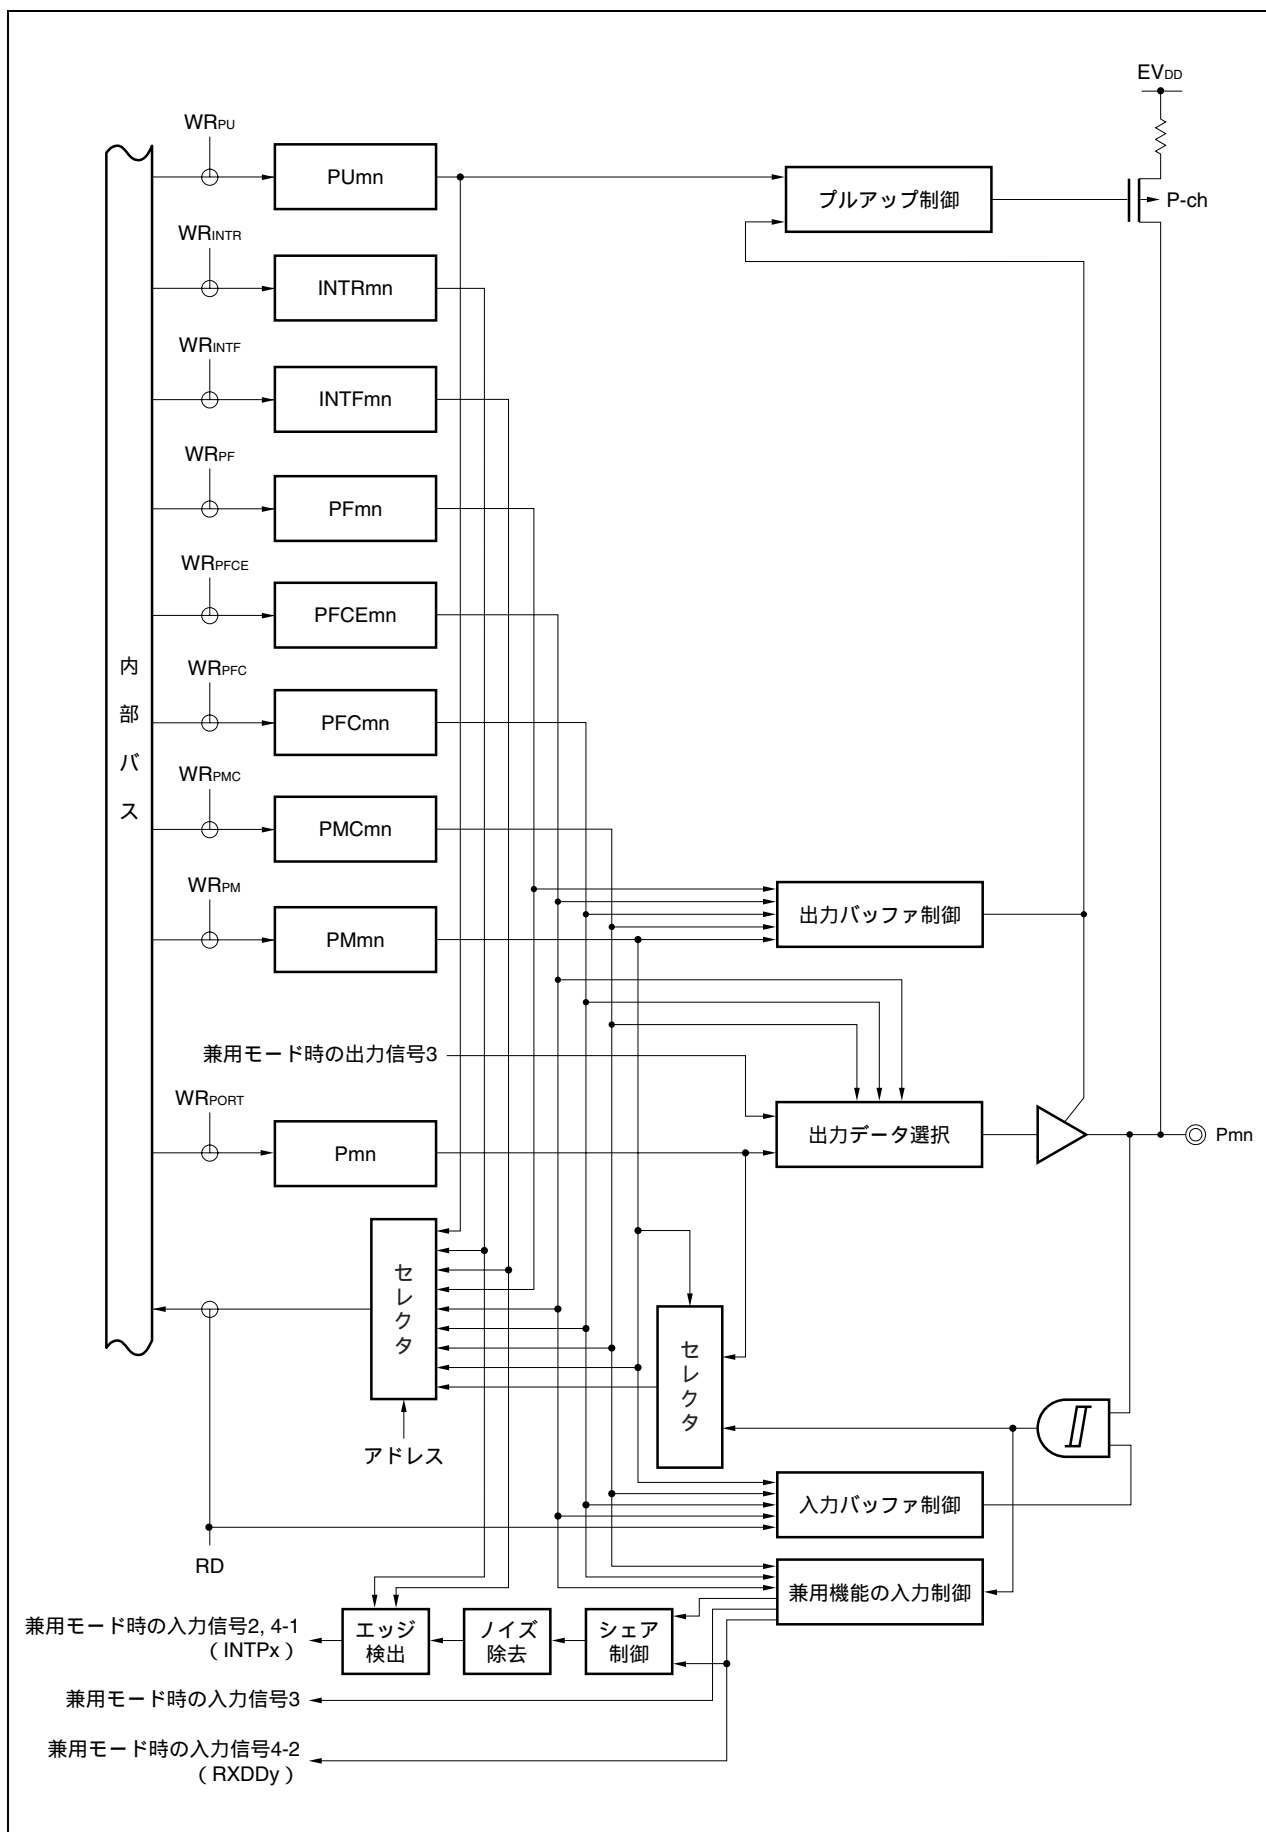 EVDD
WRPU
PUmn
プルアップ制御
P-ch
WRINTR
INTRmn
WRINTF
INTFmn
WRPF
PFmn
WRPFCE
PFCEmn
内部バス
WRPFC
PFCmn
WRPMC
PMCmn
WRPM
PMmn
出力バッファ制御
兼用モード時の出力信号3
WRPORT
Pmn
出力データ選択
Pmn
セレクタ
セレクタ
アドレス
入力バッファ制御
RD
兼用機能の入力制御
兼用モード時の入力信号2, 4-1
(INTPx)
エッジ
検出
ノイズ
除去
シェア
制御
兼用モード時の入力信号3
兼用モード時の入力信号4-2
(RXDDy)